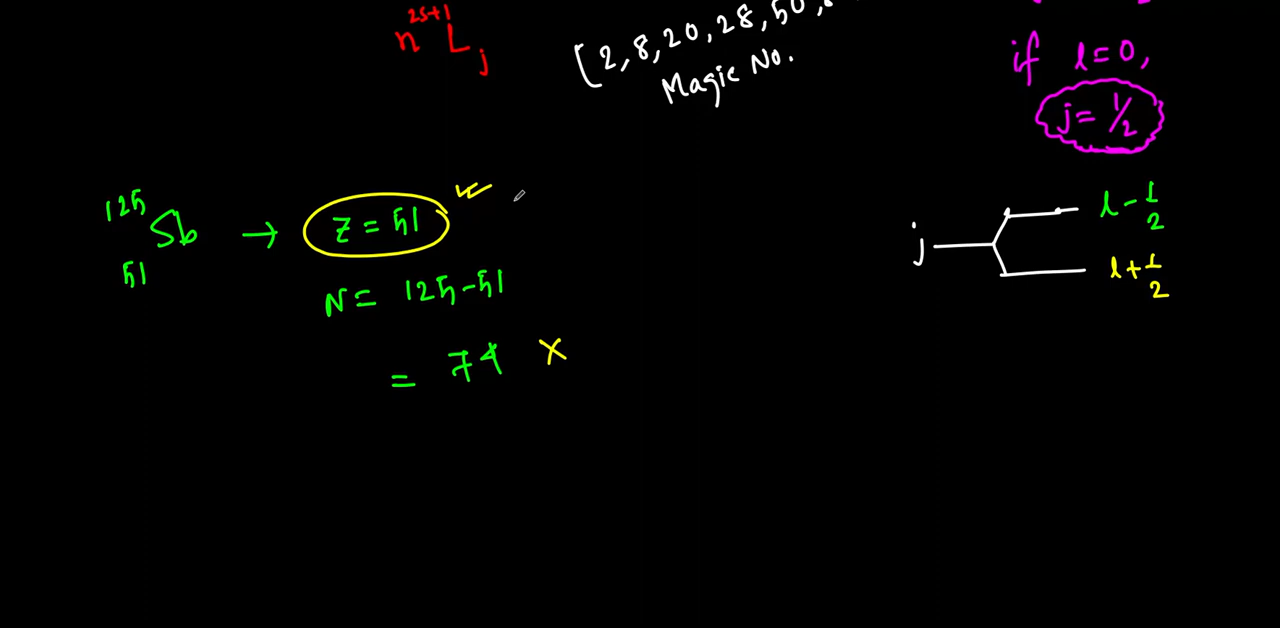 n^{2S+1} L_j
[2, 8, 20, 28, 50,
Magic No.
if l=0,
j= 1/2
^{125}_{51}Sb → Z = 51
N = 125-51
= 74 ×
j
l - 1/2
l + 1/2